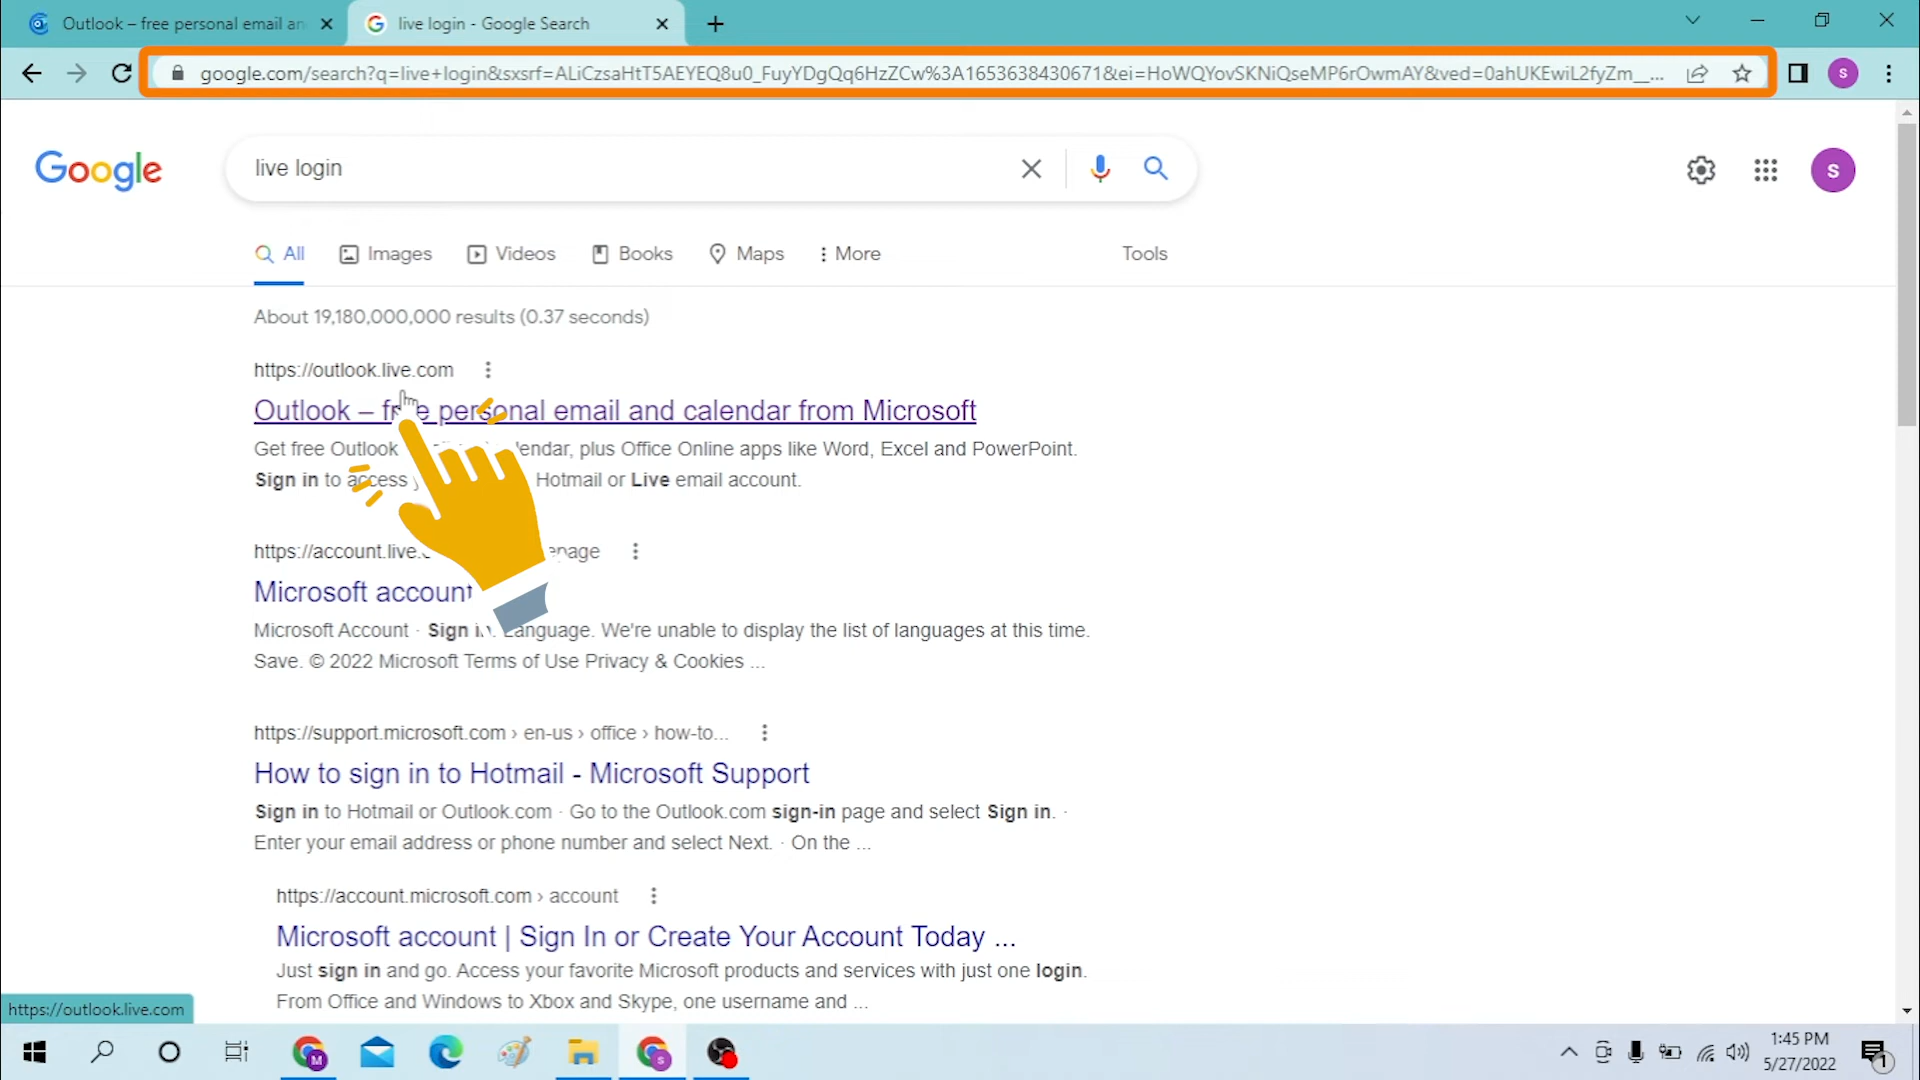 Outlook – free personal email an
live login - Google Search
google.com/search?q=live+login&sxsrf=ALiCzsaHtT5AEYEQ8u0_FuyYDgQq6HzZCw%3A1653638430671&ei=HoWQYovSKNiQseMP6rOwmAY&ved=0ahUKEwiL2fyZm__...
S
Google
live login
S
All
Images
Videos
Books
Maps
More
Tools
About 19,180,000,000 results (0.37 seconds)
https://outlook.live.com
Outlook – free personal email and calendar from Microsoft
Get free Outlook plus Office Online apps like Word, Excel and PowerPoint.
Sign in to access Hotmail or Live email account.
https://account.live.
Microsoft account
Microsoft Account · Sign in. Language. We're unable to display the list of languages at this time.
Save. © 2022 Microsoft Terms of Use Privacy & Cookies ...
https://support.microsoft.com › en-us › office › how-to...
How to sign in to Hotmail - Microsoft Support
Sign in to Hotmail or Outlook.com · Go to the Outlook.com sign-in page and select Sign in. ·
Enter your email address or phone number and select Next. · On the ...
https://account.microsoft.com › account
Microsoft account | Sign In or Create Your Account Today ...
Just sign in and go. Access your favorite Microsoft products and services with just one login.
From Office and Windows to Xbox and Skype, one username and ...
https://outlook.live.com
M
S
1:45 PM
5/27/2022
1